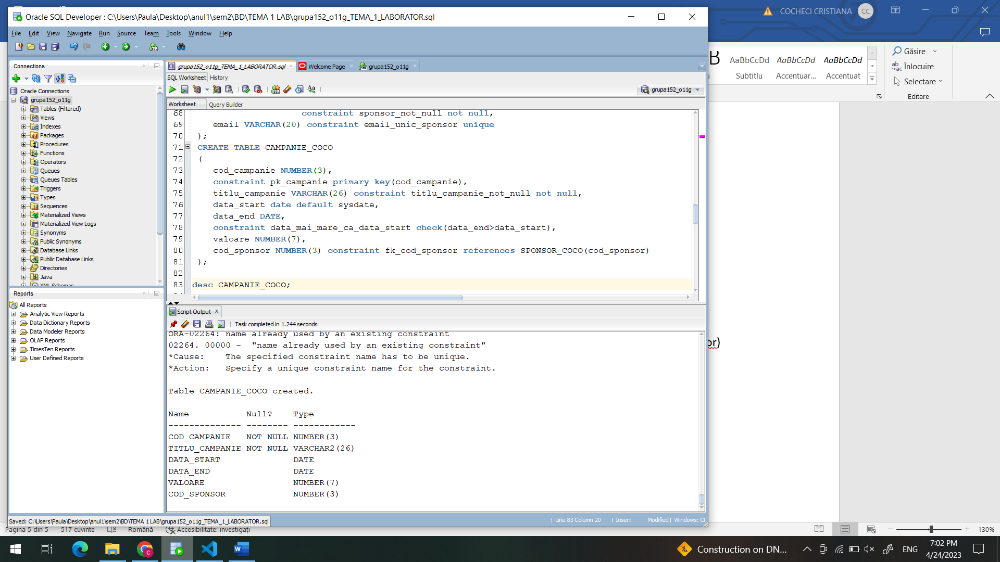 Oracle SQL Developer : C:\Users\Paula\Desktop\anul1\sem2\BD\TEMA 1 LAB\grupa152_o11g_TEMA_1_LABORATOR.sql
COCHECI CRISTIANA
CC
File Edit View Navigate Run Source Team Tools Window Help
Connections
Oracle Connections
grupa152_o11g
Tables (Filtered)
Views
Indexes
Packages
Procedures
Functions
Operators
Queues
Queues Tables
Triggers
Types
Sequences
Materialized Views
Materialized View Logs
Synonyms
Public Synonyms
Database Links
Public Database Links
Directories
Java
XML Schemas
Reports
All Reports
Analytic View Reports
Data Dictionary Reports
Data Modeler Reports
OLAP Reports
TimesTen Reports
User Defined Reports
grupa152_o11g_TEMA_1_LABORATOR.sql Welcome Page grupa152_o11g
SQL Worksheet History
grupa152_o11g
Worksheet Query Builder
68 constraint sponsor_not_null not null,
69 email VARCHAR(20) constraint email_unic_sponsor unique
70 );
71 CREATE TABLE CAMPANIE_COCO
72 (
73 cod_campanie NUMBER(3),
74 constraint pk_campanie primary key(cod_campanie),
75 titlu_campanie VARCHAR(26) constraint titlu_campanie_not_null not null,
76 data_start date default sysdate,
77 data_end DATE,
78 constraint data_mai_mare_ca_data_start check(data_end>data_start),
79 valoare NUMBER(7),
80 cod_sponsor NUMBER(3) constraint fk_cod_sponsor references SPONSOR_COCO(cod_sponsor)
81 );
82
83 desc CAMPANIE_COCO;
Script Output
Task completed in 1.244 seconds
ORA-02264: name already used by an existing constraint
02264. 00000 - "name already used by an existing constraint"
*Cause: The specified constraint name has to be unique.
*Action: Specify a unique constraint name for the constraint.
Table CAMPANIE_COCO created.
Name Null? Type
-------------- -------- ------------
COD_CAMPANIE NOT NULL NUMBER(3)
TITLU_CAMPANIE NOT NULL VARCHAR2(26)
DATA_START DATE
DATA_END DATE
VALOARE NUMBER(7)
COD_SPONSOR NUMBER(3)
Saved: C:\Users\Paula\Desktop\anul1\sem2\BD\TEMA 1 LAB\grupa152_o11g_TEMA_1_LABORATOR.sql
Line 83 Column 20 Insert Modified Windows: CF
AaBbCcDd AaBbCcDd AaBbCcDd
Subtitlu Accentuar... Accentuat
Găsire
Înlocuire
Selectare
Editare
or)
Pagina 5 din 5 517 cuvinte Română Accesibilitate: investigați
130%
Construction on DN...
ENG
7:02 PM
4/24/2023